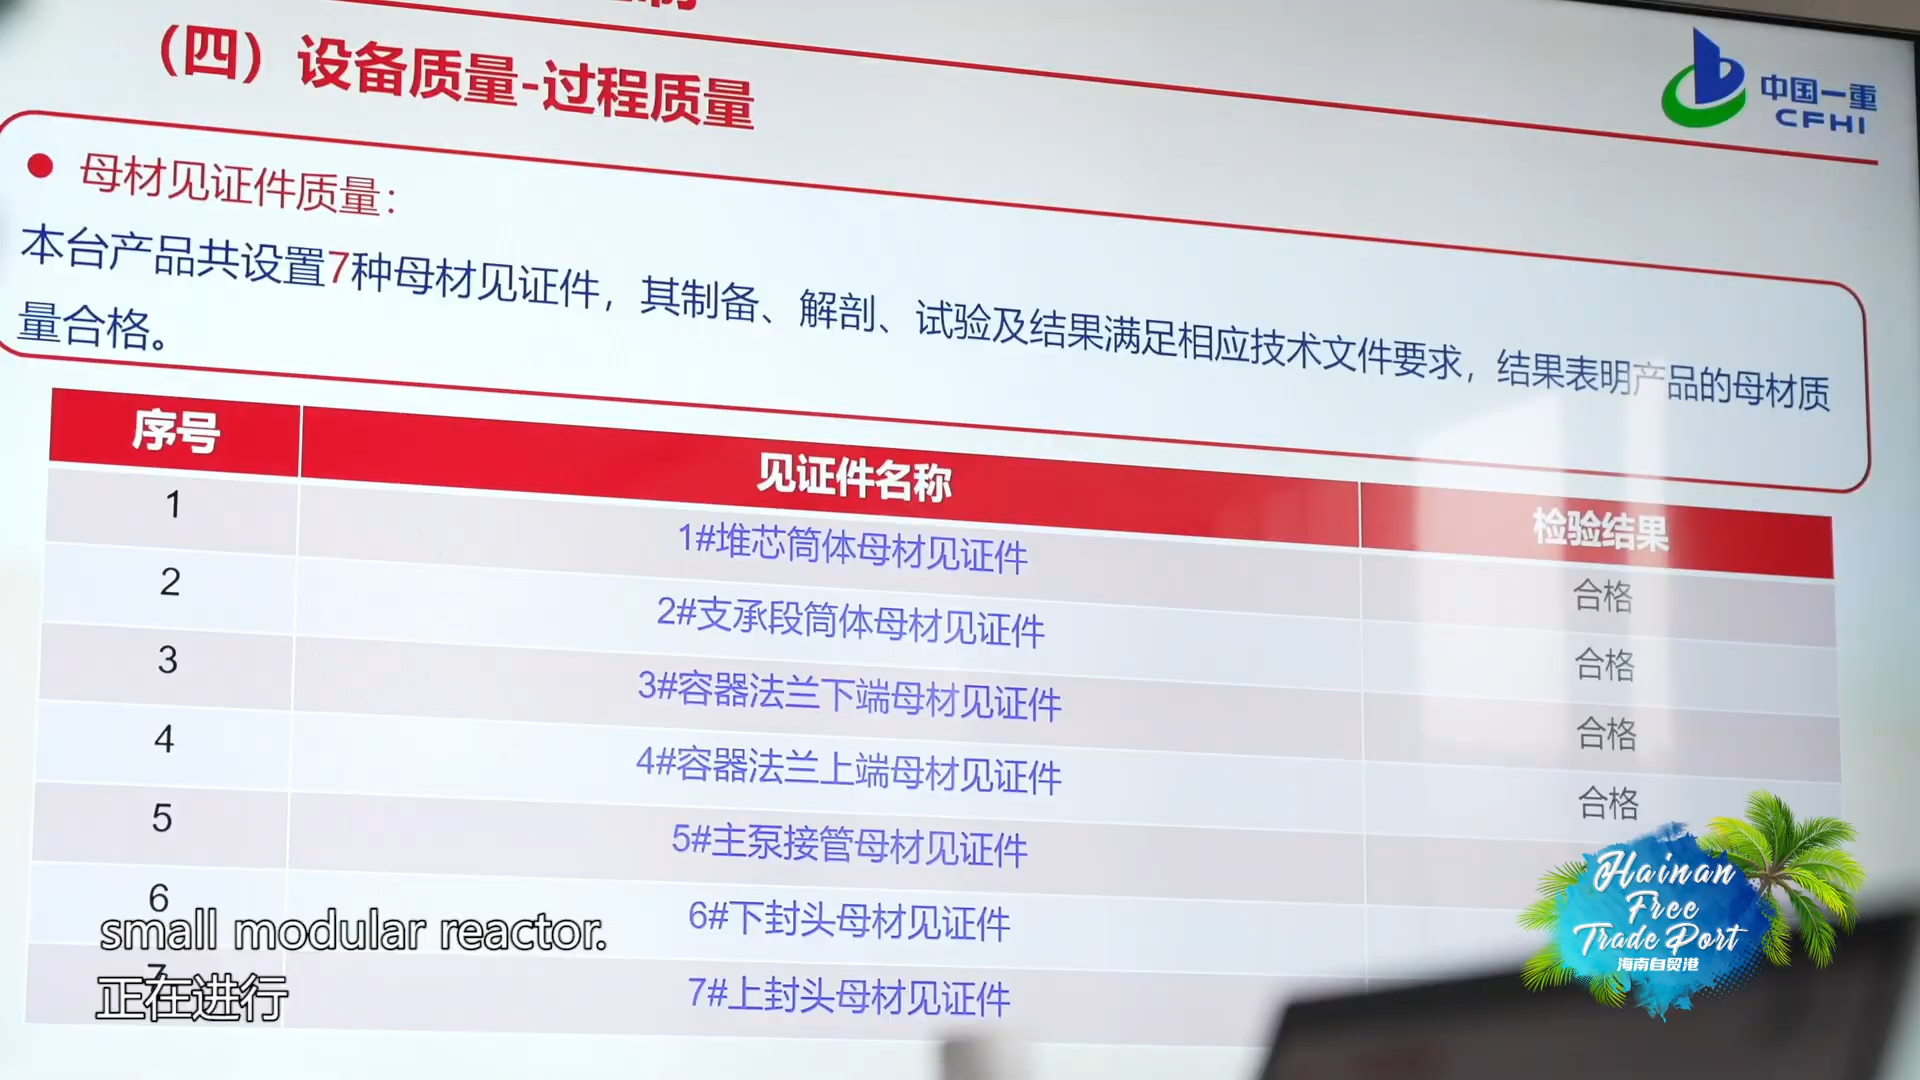 (四)设备质量-过程质量
中国一重
CFHI
母材见证件质量:
本台产品共设置7种母材见证件,其制备、解剖、试验及结果满足相应技术文件要求,结果表明产品的母材质
量合格。
序号 见证件名称 检验结果
1 1#堆芯筒体母材见证件 合格
2 2#支承段筒体母材见证件 合格
3 3#容器法兰下端母材见证件 合格
4 4#容器法兰上端母材见证件 合格
5 5#主泵接管母材见证件
6 6#下封头母材见证件
7 7#上封头母材见证件
small modular reactor.
正在进行
Hainan
Free
Trade Port
海南自贸港